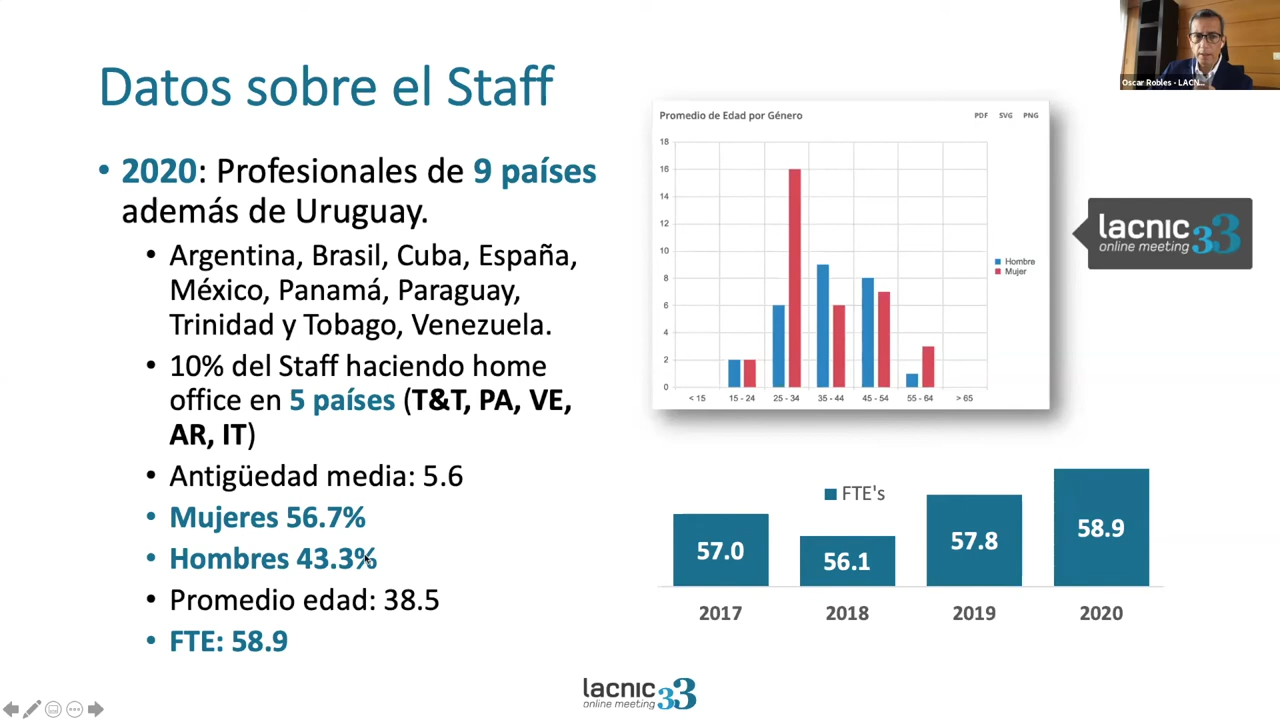 Datos sobre el Staff
• 2020: Profesionales de 9 países
además de Uruguay.
• Argentina, Brasil, Cuba, España,
México, Panamá, Paraguay,
Trinidad y Tobago, Venezuela.
• 10% del Staff haciendo home
office en 5 países (T&T, PA, VE,
AR, IT)
• Antigüedad media: 5.6
• Mujeres 56.7%
• Hombres 43.3%
• Promedio edad: 38.5
• FTE: 58.9
Oscar Robles - LACN...
Promedio de Edad por Género
PDF SVG PNG
18
16
14
12
10
8
6
4
2
0
< 15 15 - 24 25 - 34 35 - 44 45 - 54 55 - 64 > 65
Hombre
Mujer
lacnic 33
online meeting
FTE's
57.0 56.1 57.8 58.9
2017 2018 2019 2020
lacnic 33
online meeting